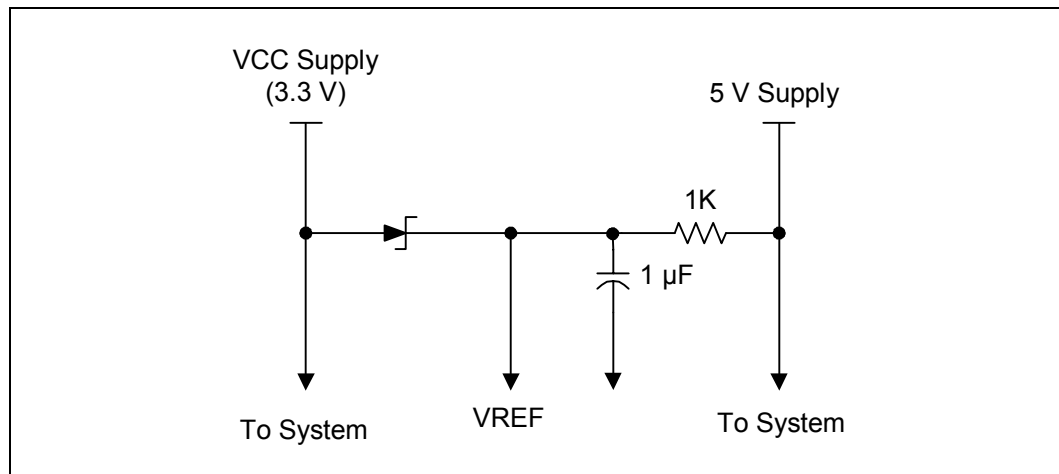 VCC Supply
(3.3 V)
5 V Supply
1K
1 µF
To System
VREF
To System